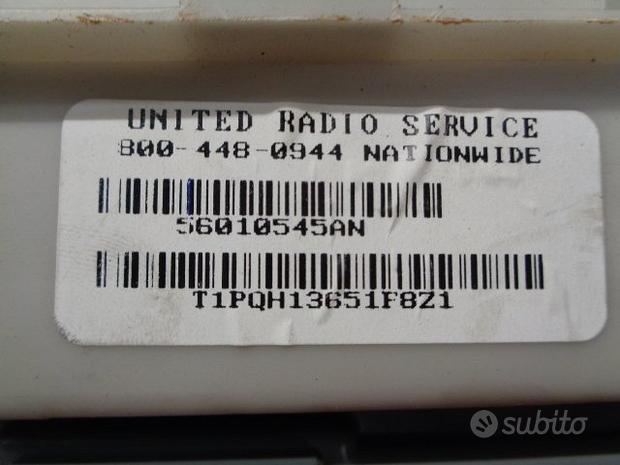 UNITED RADIO SERVICE
800-448-0944 NATIONWIDE
56010545AN
T1PQH13651F8Z1
subito